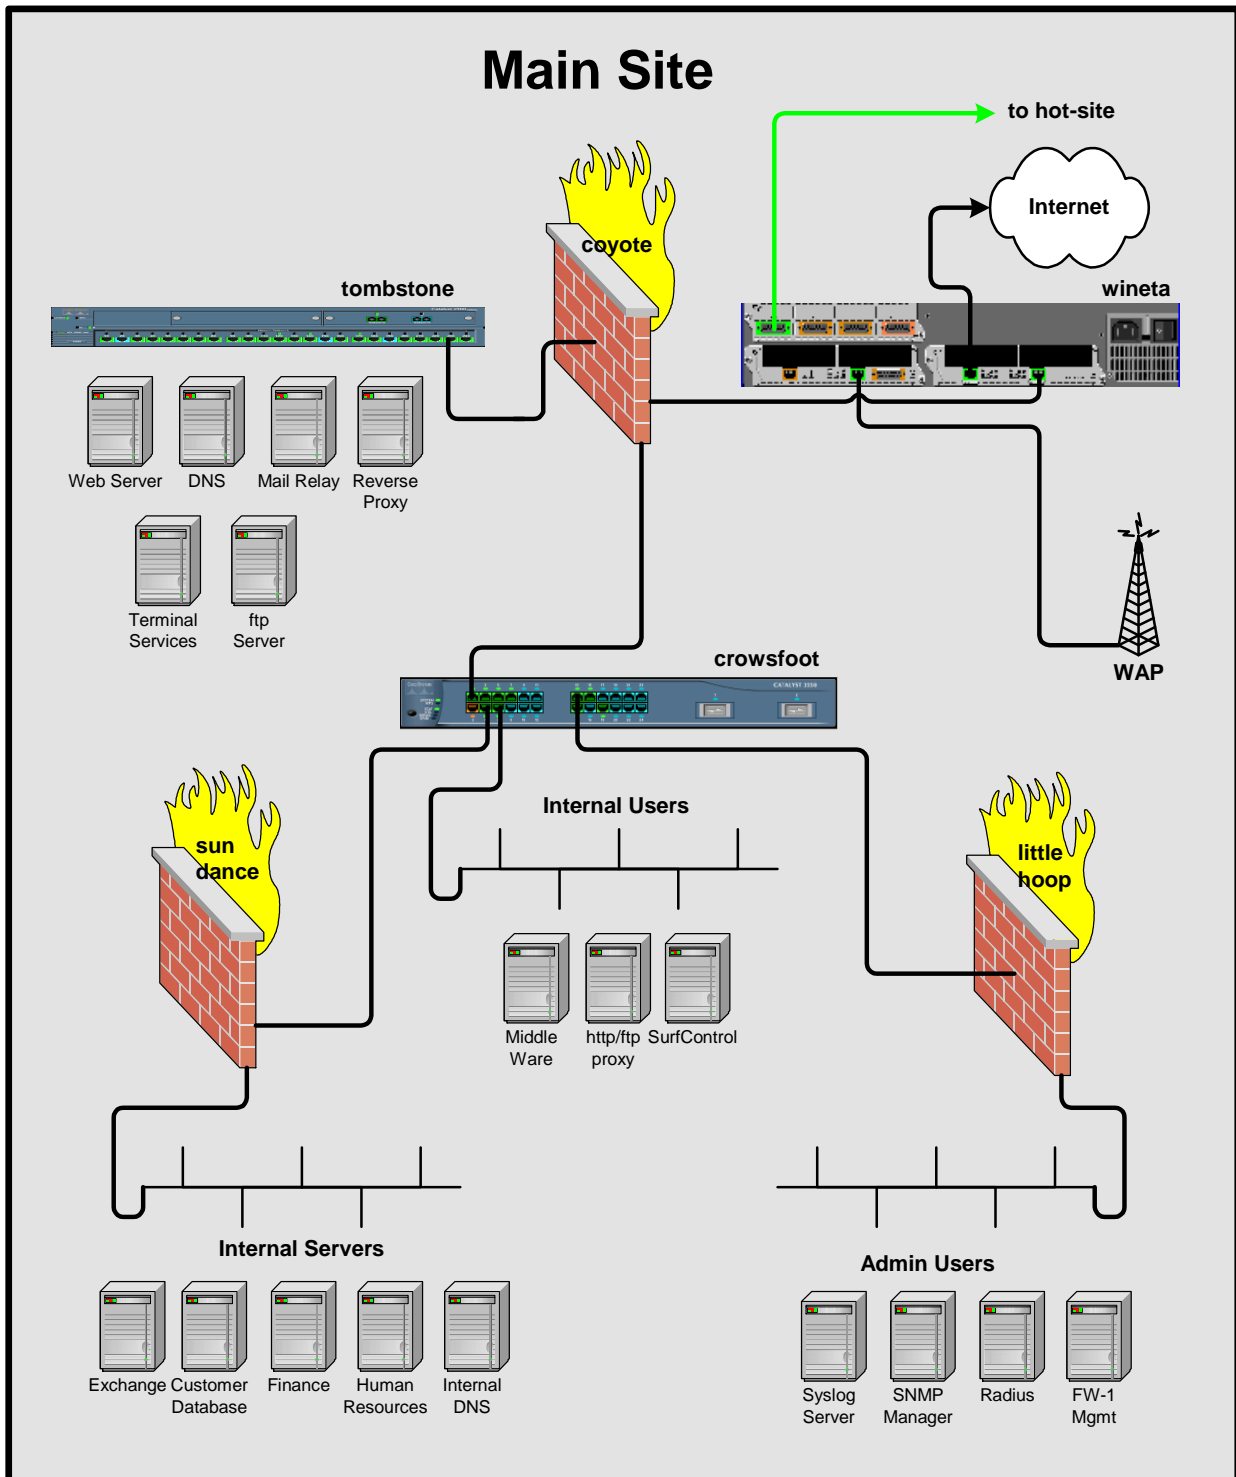 Main Site
to hot-site
Internet
coyote
tombstone
wineta
Web Server
DNS
Mail Relay
Reverse
Proxy
Terminal
Services
ftp
Server
WAP
crowsfoot
CATALYST 3550
Internal Users
sun
dance
little
hoop
Middle
Ware
http/ftp
proxy
SurfControl
Internal Servers
Admin Users
Exchange
Customer
Database
Finance
Human
Resources
Internal
DNS
Syslog
Server
SNMP
Manager
Radius
FW-1
Mgmt